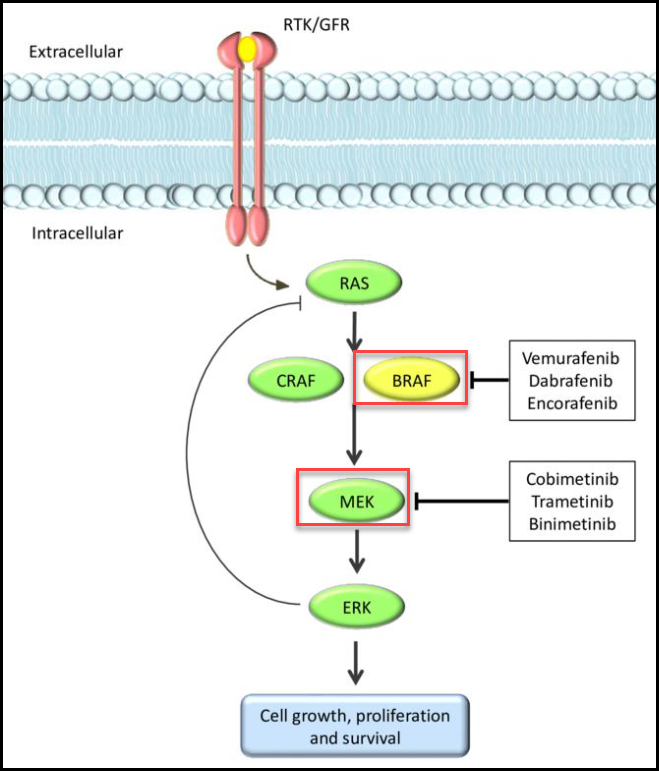 RTK/GFR
Extracellular
Intracellular
RAS
CRAF
BRAF
Vemurafenib
Dabrafenib
Encorafenib
MEK
Cobimetinib
Trametinib
Binimetinib
ERK
Cell growth, proliferation
and survival